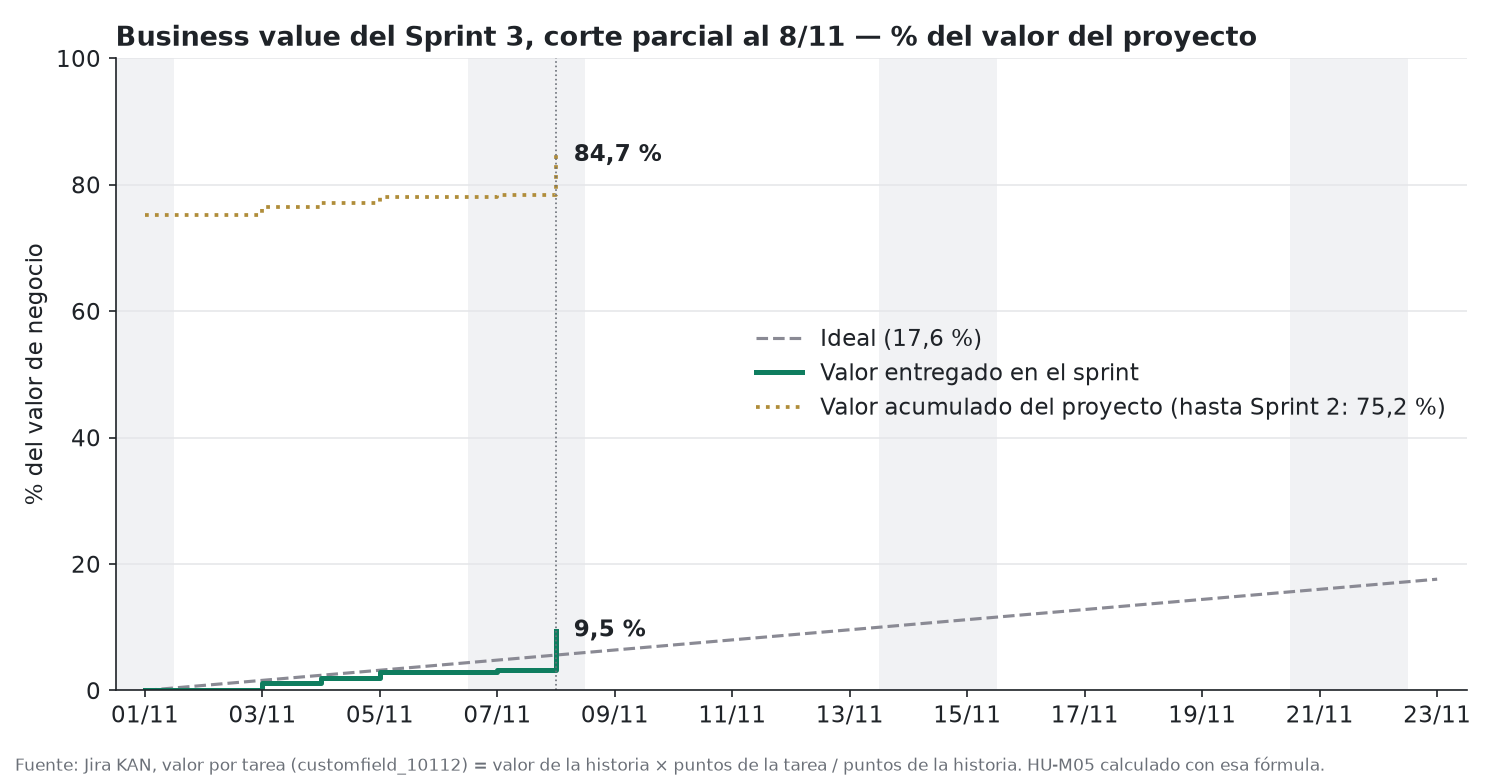 Business value del Sprint 3, corte parcial al 8/11 — % del valor del proyecto
% del valor de negocio
100
80
60
40
20
0
84,7 %
9,5 %
Ideal (17,6 %)
Valor entregado en el sprint
Valor acumulado del proyecto (hasta Sprint 2: 75,2 %)
01/11 03/11 05/11 07/11 09/11 11/11 13/11 15/11 17/11 19/11 21/11 23/11
Fuente: Jira KAN, valor por tarea (customfield_10112) = valor de la historia × puntos de la tarea / puntos de la historia. HU-M05 calculado con esa fórmula.